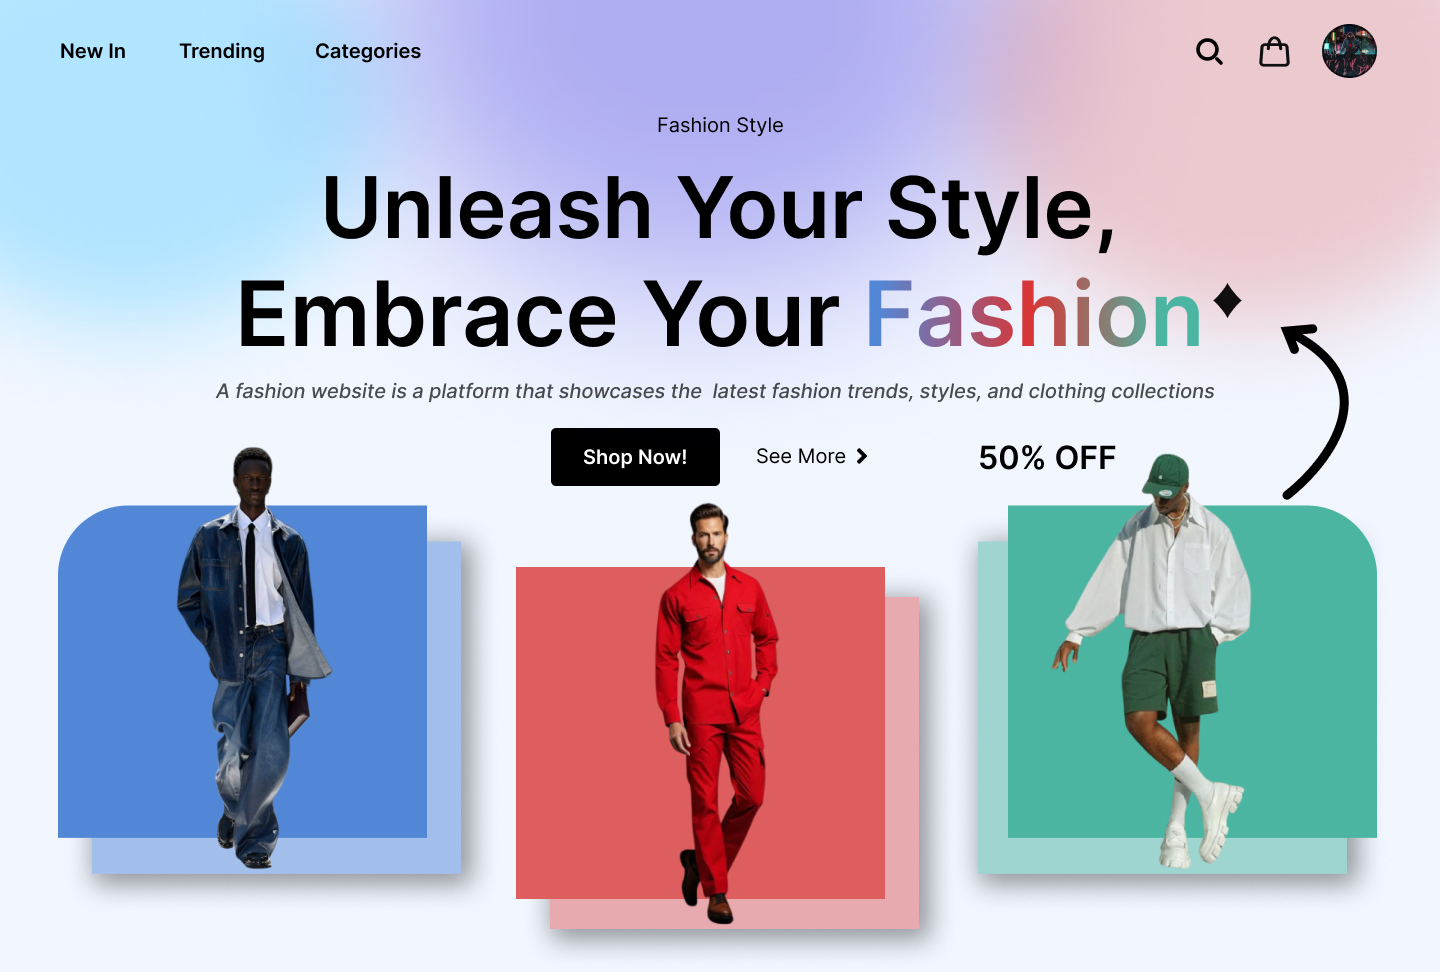 New In Trending Categories
Fashion Style
Unleash Your Style,
Embrace Your Fashion
A fashion website is a platform that showcases the  latest fashion trends, styles, and clothing collections
Shop Now! See More 50% OFF